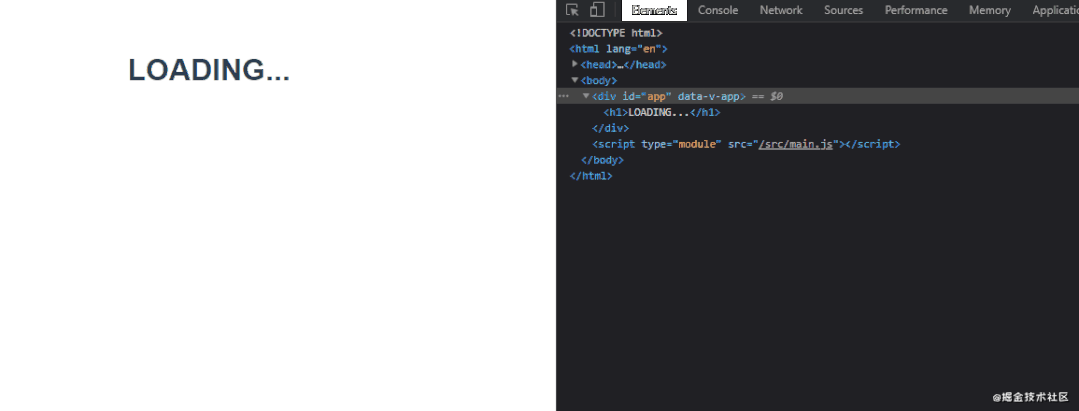 LOADING...
Elements Console Network Sources Performance Memory Applicati
<!DOCTYPE html>
<html lang="en">
<head>…</head>
<body>
<div id="app" data-v-app> == $0
<h1>LOADING...</h1>
</div>
<script type="module" src="/src/main.js"></script>
</body>
</html>
@掘金技术社区